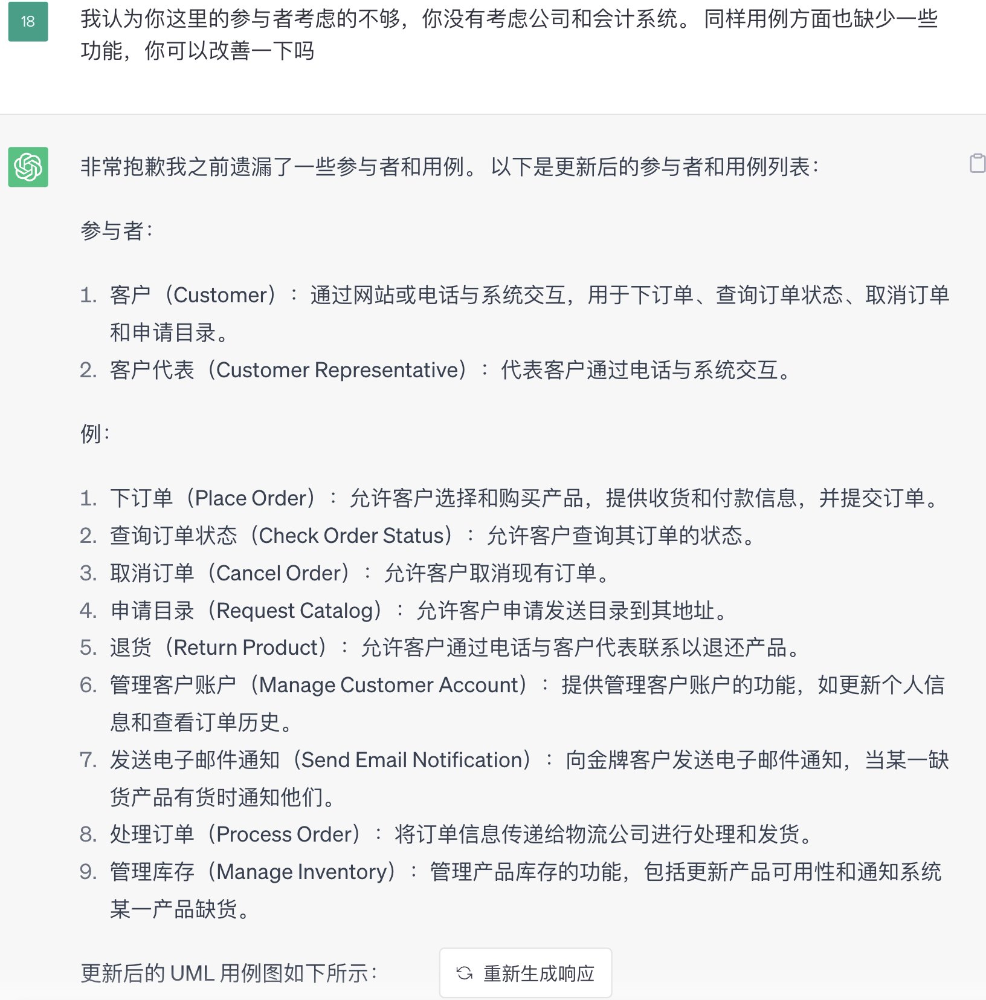 18
我认为你这里的参与者考虑的不够，你没有考虑公司和会计系统。 同样用例方面也缺少一些
功能，你可以改善一下吗
非常抱歉我之前遗漏了一些参与者和用例。 以下是更新后的参与者和用例列表：
参与者：
1. 客户（Customer）： 通过网站或电话与系统交互，用于下订单、查询订单状态、取消订单
和申请目录。
2. 客户代表（Customer Representative）： 代表客户通过电话与系统交互。
例：
1. 下订单（Place Order）： 允许客户选择和购买产品，提供收货和付款信息，并提交订单。
2. 查询订单状态（Check Order Status）： 允许客户查询其订单的状态。
3. 取消订单（Cancel Order）： 允许客户取消现有订单。
4. 申请目录（Request Catalog）： 允许客户申请发送目录到其地址。
5. 退货（Return Product）： 允许客户通过电话与客户代表联系以退还产品。
6. 管理客户账户（Manage Customer Account）： 提供管理客户账户的功能，如更新个人信
息和查看订单历史。
7. 发送电子邮件通知（Send Email Notification）： 向金牌客户发送电子邮件通知，当某一缺
货产品有货时通知他们。
8. 处理订单（Process Order）： 将订单信息传递给物流公司进行处理和发货。
9. 管理库存（Manage Inventory）： 管理产品库存的功能，包括更新产品可用性和通知系统
某一产品缺货。
更新后的 UML 用例图如下所示：
重新生成响应